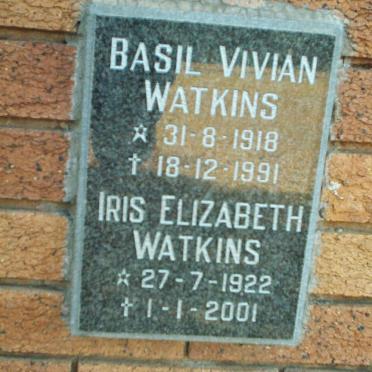 BASIL VIVIAN
WATKINS
☆ 31-8-1918
† 18-12-1991
IRIS ELIZABETH
WATKINS
☆ 27-7-1922
† 1-1-2001